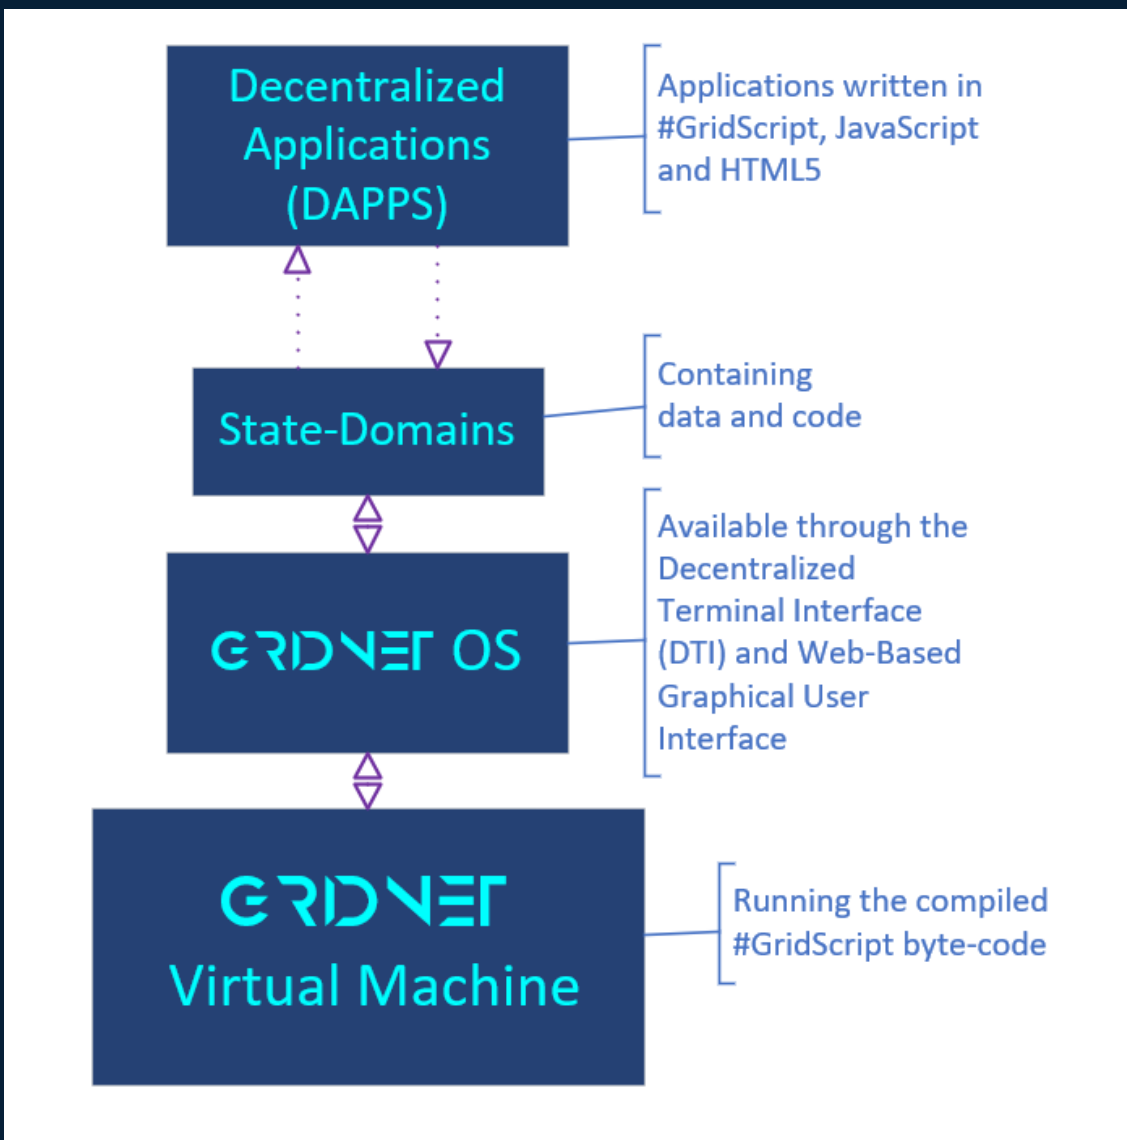 Decentralized
Applications
(DAPPS)
Applications written in
#GridScript, JavaScript
and HTML5
State-Domains
Containing
data and code
GRIDNET OS
Available through the
Decentralized
Terminal Interface
(DTI) and Web-Based
Graphical User
Interface
GRIDNET
Virtual Machine
Running the compiled
#GridScript byte-code